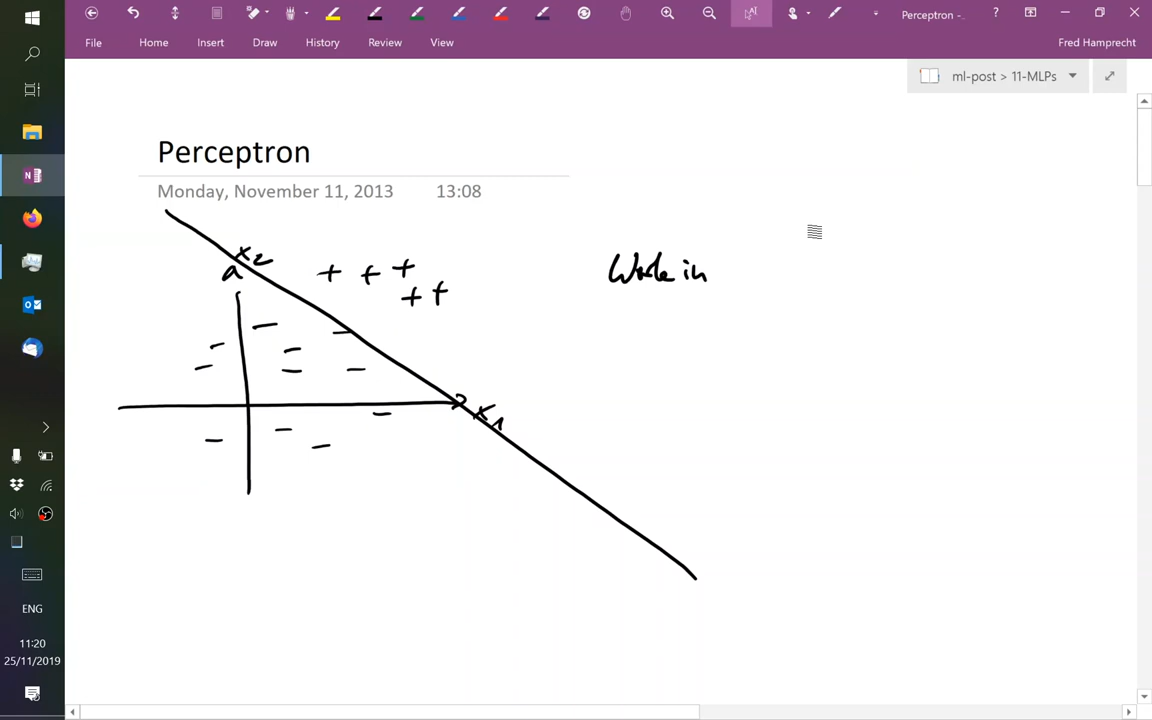 Perceptron -..
?
File Home Insert Draw History Review View
Fred Hamprecht
ml-post > 11-MLPs
Perceptron
Monday, November 11, 2013 13:08
x2
+ + +
+ +
Work in
x1
ENG
11:20
25/11/2019